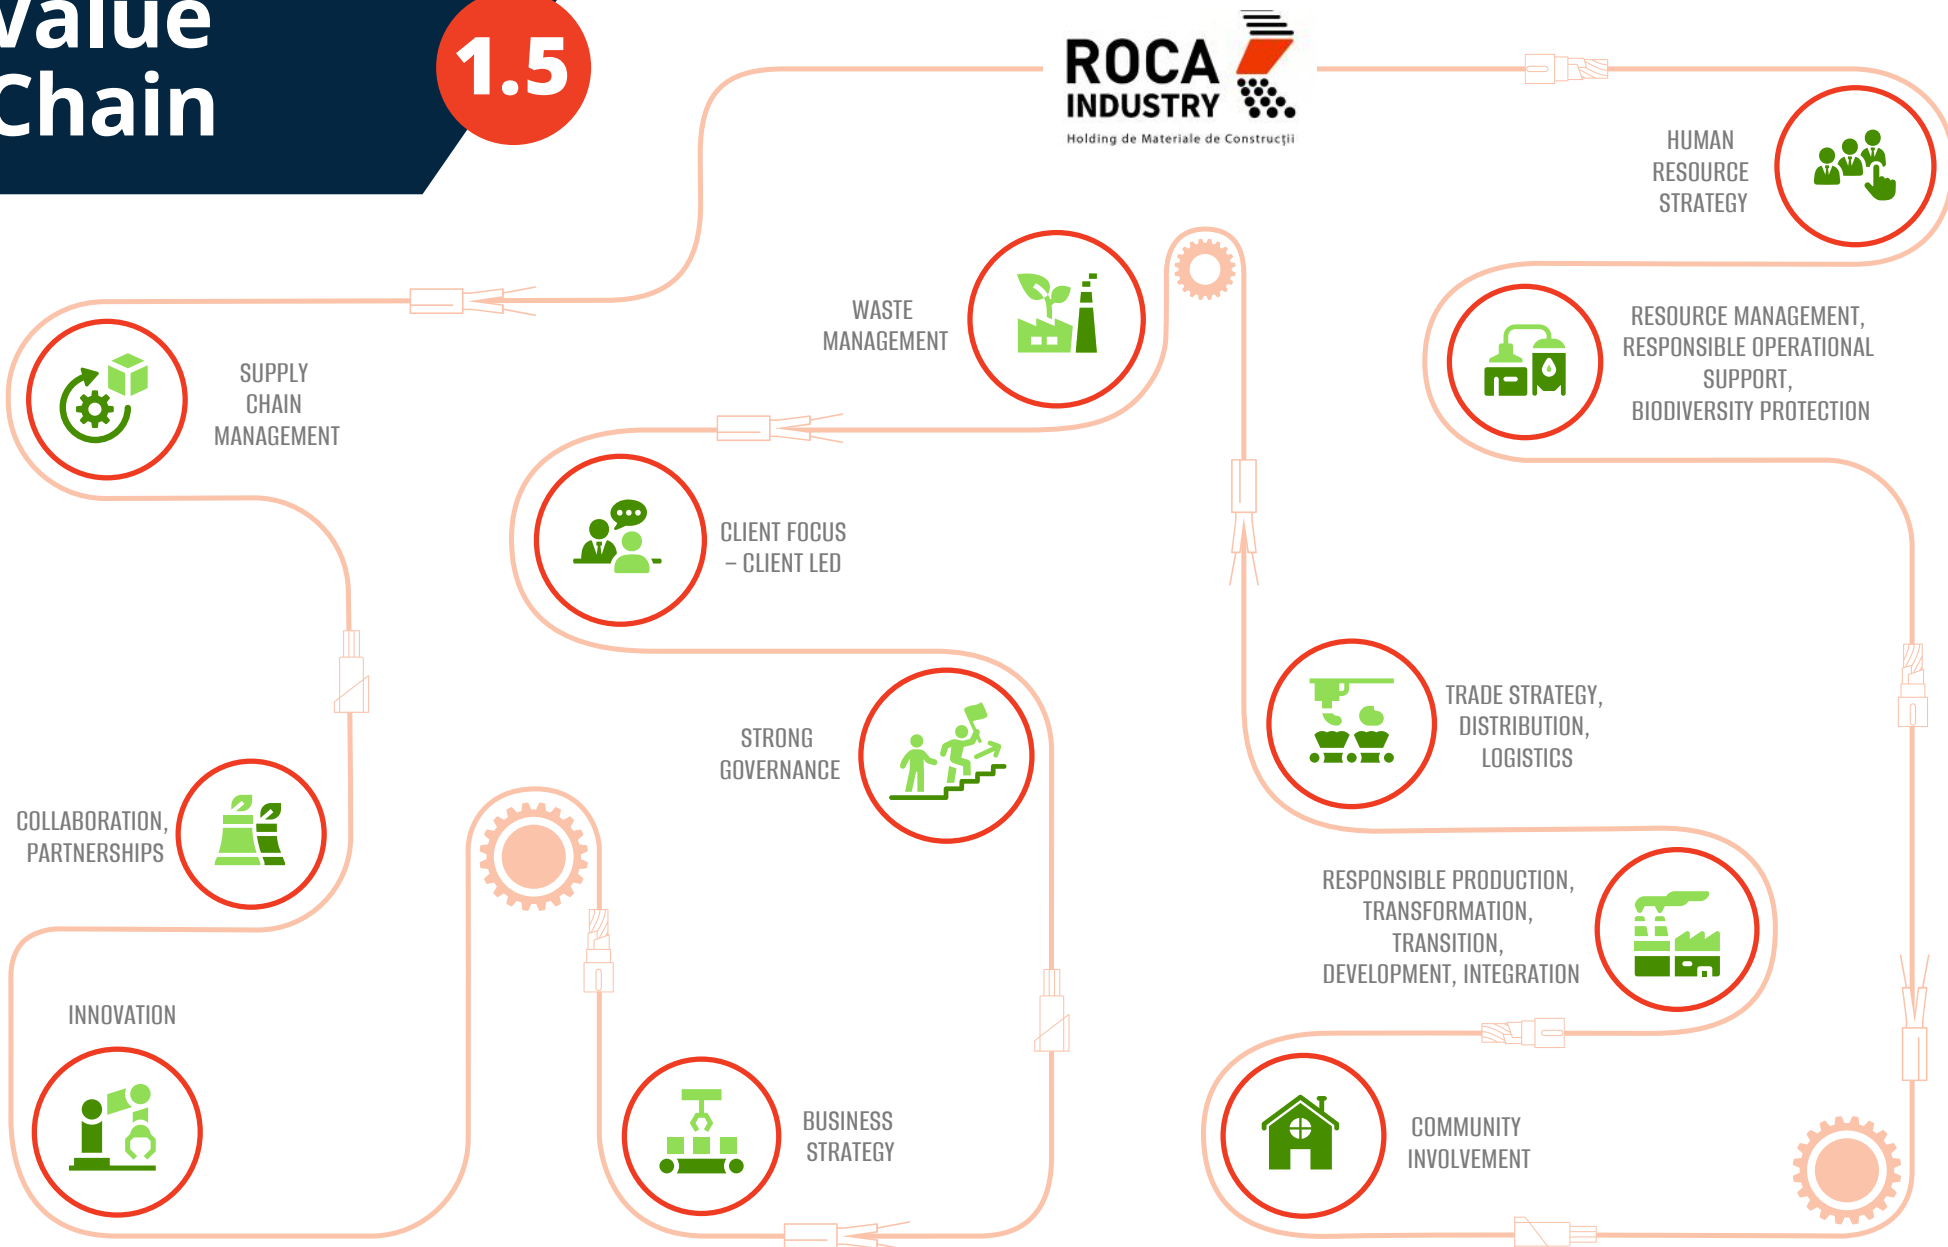 Value
Chain
1.5
ROCA
INDUSTRY
Holding de Materiale de Construcții
HUMAN
RESOURCE
STRATEGY
WASTE
MANAGEMENT
RESOURCE MANAGEMENT,
RESPONSIBLE OPERATIONAL
SUPPORT,
BIODIVERSITY PROTECTION
SUPPLY
CHAIN
MANAGEMENT
CLIENT FOCUS
– CLIENT LED
STRONG
GOVERNANCE
TRADE STRATEGY,
DISTRIBUTION,
LOGISTICS
COLLABORATION,
PARTNERSHIPS
RESPONSIBLE PRODUCTION,
TRANSFORMATION,
TRANSITION,
DEVELOPMENT, INTEGRATION
INNOVATION
BUSINESS
STRATEGY
COMMUNITY
INVOLVEMENT